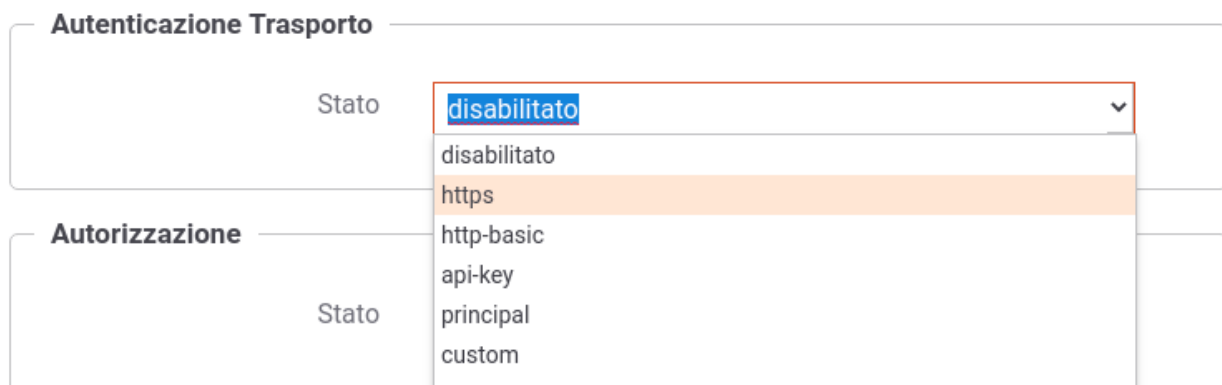 Autenticazione Trasporto
Stato
disabilitato
disabilitato
https
http-basic
api-key
principal
custom
Autorizzazione
Stato